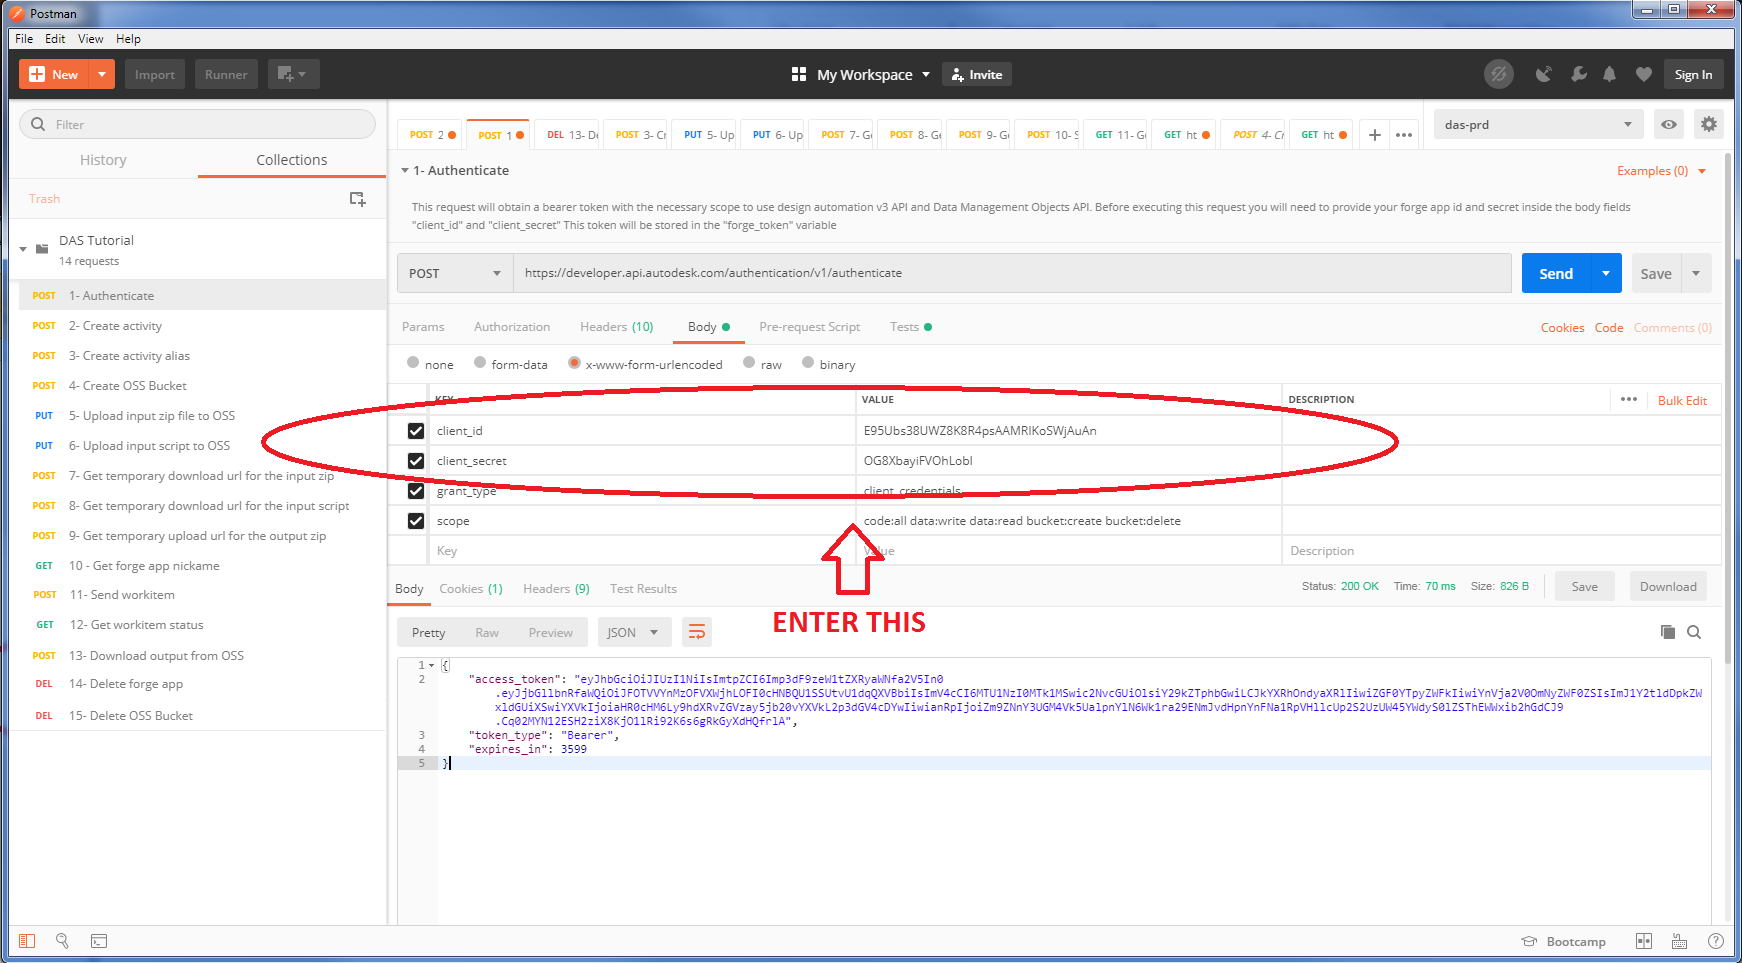 Postman
File Edit View Help
New Import Runner My Workspace Invite Sign In
Filter
History Collections
Trash
DAS Tutorial
14 requests
POST 1- Authenticate
POST 2- Create activity
POST 3- Create activity alias
POST 4- Create OSS Bucket
PUT 5- Upload input zip file to OSS
PUT 6- Upload input script to OSS
POST 7- Get temporary download url for the input zip
POST 8- Get temporary download url for the input script
POST 9- Get temporary upload url for the output zip
GET 10 - Get forge app nickame
POST 11- Send workitem
GET 12- Get workitem status
POST 13- Download output from OSS
DEL 14- Delete forge app
DEL 15- Delete OSS Bucket
POST 2 POST 1 DEL 13- De POST 3- Cr PUT 5- Up PUT 6- Up POST 7- Ge POST 8- Ge POST 9- Ge POST 10- S GET 11- G GET ht POST 4- Cr GET ht
das-prd
1- Authenticate
Examples (0)
This request will obtain a bearer token with the necessary scope to use design automation v3 API and Data Management Objects API. Before executing this request you will need to provide your forge app id and secret inside the body fields
"client_id" and "client_secret" This token will be stored in the "forge_token" variable
POST https://developer.api.autodesk.com/authentication/v1/authenticate Send Save
Params Authorization Headers (10) Body Pre-request Script Tests Cookies Code Comments (0)
none form-data x-www-form-urlencoded raw binary
KEY VALUE DESCRIPTION Bulk Edit
client_id E95Ubs38UWZ8K8R4psAAMRIKoSWjAuAn
client_secret OG8XbayiFVOhLobI
grant_type client_credentials
scope code:all data:write data:read bucket:create bucket:delete
Key Value Description
Body Cookies (1) Headers (9) Test Results Status: 200 OK Time: 70 ms Size: 826 B Save Download
ENTER THIS
Pretty Raw Preview JSON
1 {
2 "access_token":
3 "token_type": "Bearer",
4 "expires_in": 3599
5 }
Bootcamp